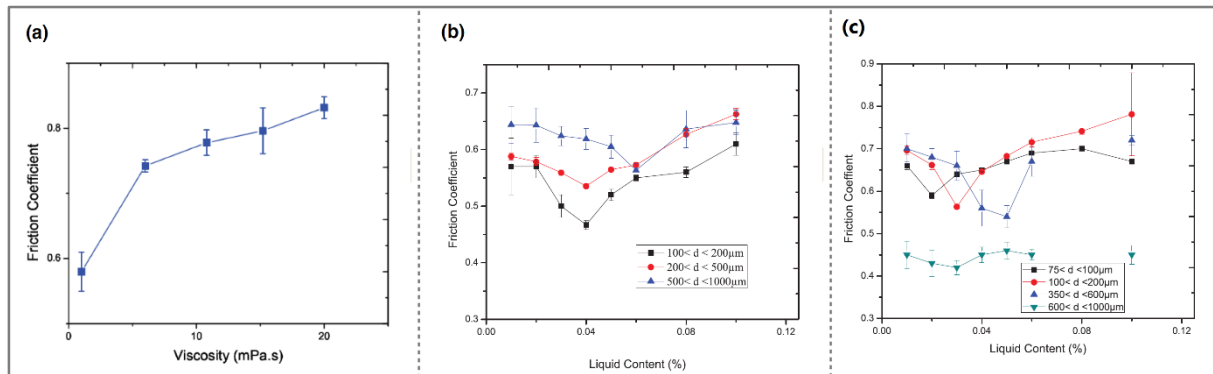 (a)
Friction Coefficient
0.8
0.6
0
10
20
Viscosity (mPa.s)
(b)
Friction Coefficient
0.7
0.6
0.5
0.4
0.3
0.00
0.04
0.08
0.12
Liquid Content (%)
100< d < 200µm
200< d < 500µm
500< d <1000µm
(c)
Friction Coefficient
0.9
0.8
0.7
0.6
0.5
0.4
0.3
0.00
0.04
0.08
0.12
Liquid Content (%)
75< d <100µm
100< d <200µm
350< d <600µm
600< d <1000µm